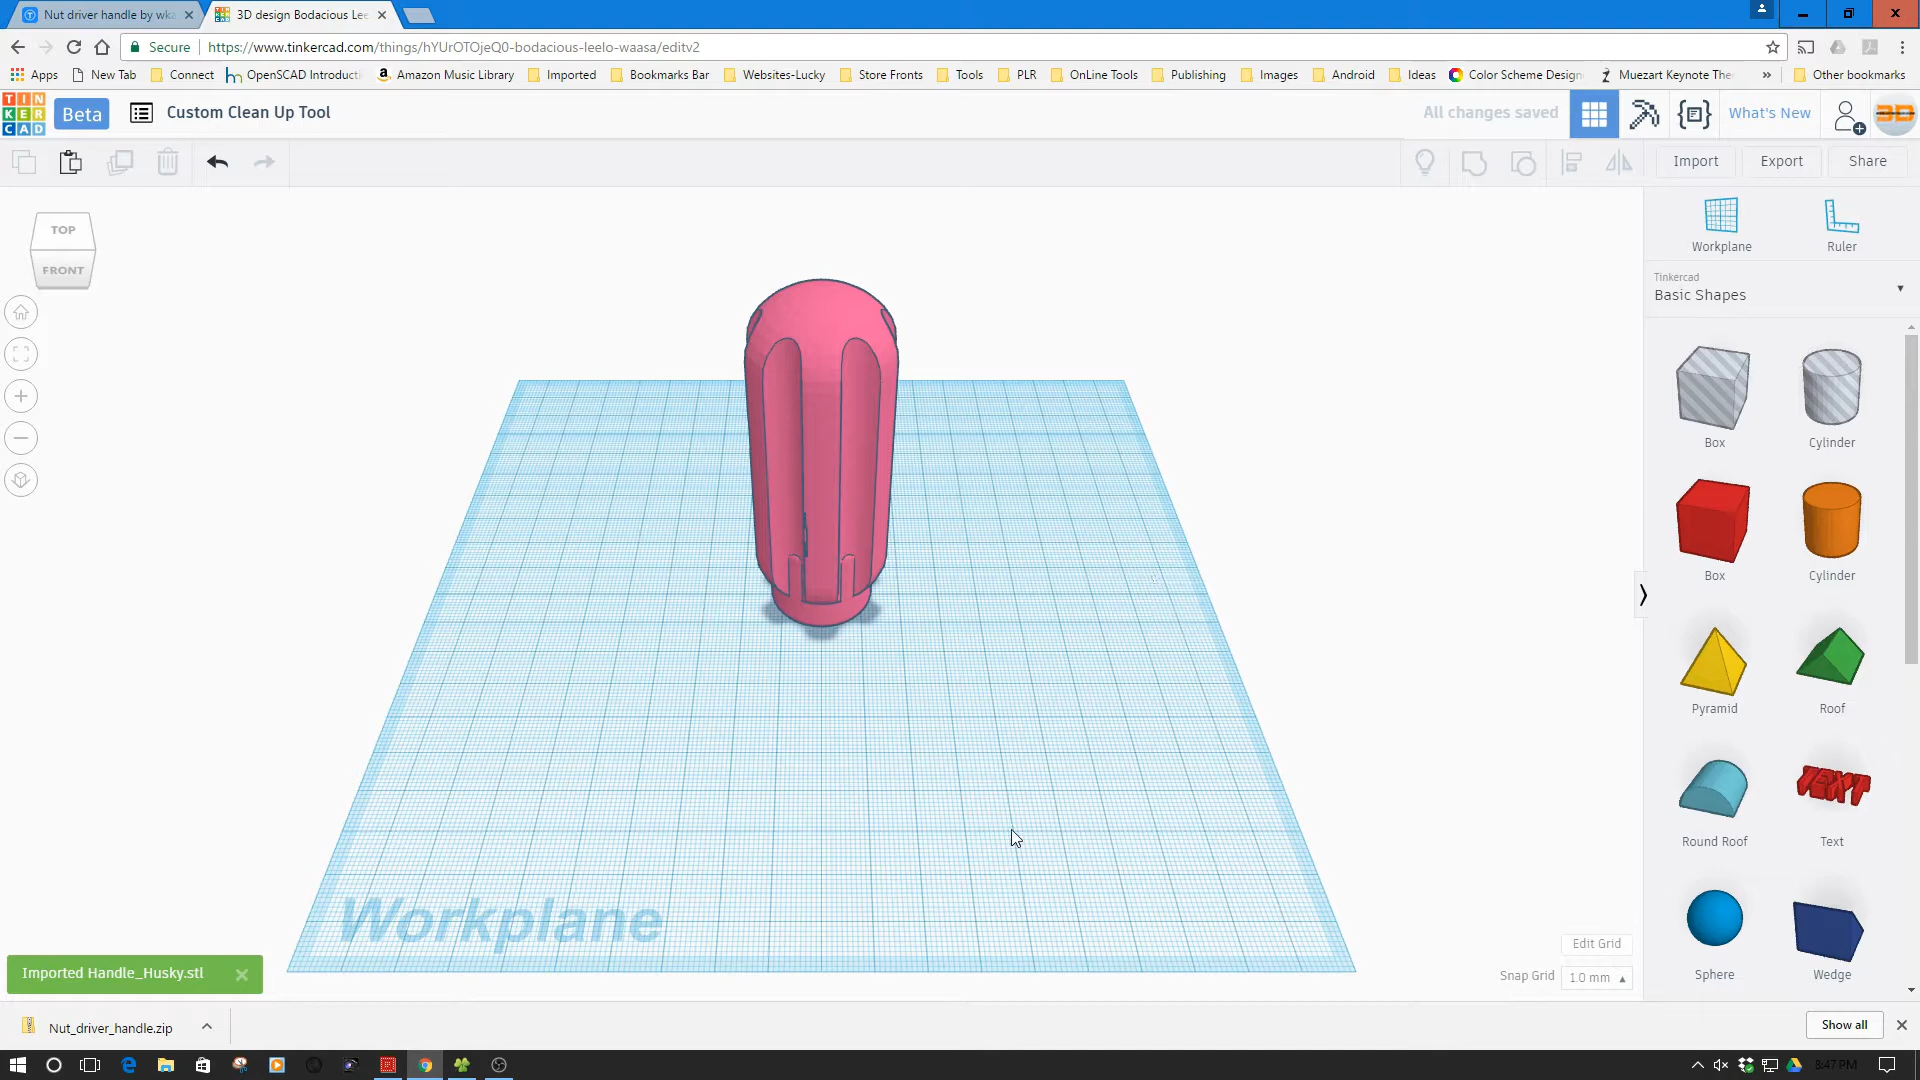 Nut driver handle by wka
3D design Bodacious Lee
Secure
https://www.tinkercad.com/things/hYUrOTOjeQ0-bodacious-leelo-waasa/editv2
Apps
New Tab
Connect
OpenSCAD Introducti
Amazon Music Library
Imported
Bookmarks Bar
Websites-Lucky
Store Fronts
Tools
PLR
OnLine Tools
Publishing
Images
Android
Ideas
Color Scheme Design
Muezart Keynote The
»
Other bookmarks
TIN
KER
CAD
Beta
Custom Clean Up Tool
All changes saved
What's New
3D
Import
Export
Share
TOP
FRONT
Workplane
Ruler
Tinkercad
Basic Shapes
Box
Cylinder
Box
Cylinder
Pyramid
Roof
Round Roof
TEXT
Text
Sphere
Wedge
Workplane
Edit Grid
Snap Grid
1.0 mm
Imported Handle_Husky.stl
Nut_driver_handle.zip
Show all
8:47 PM